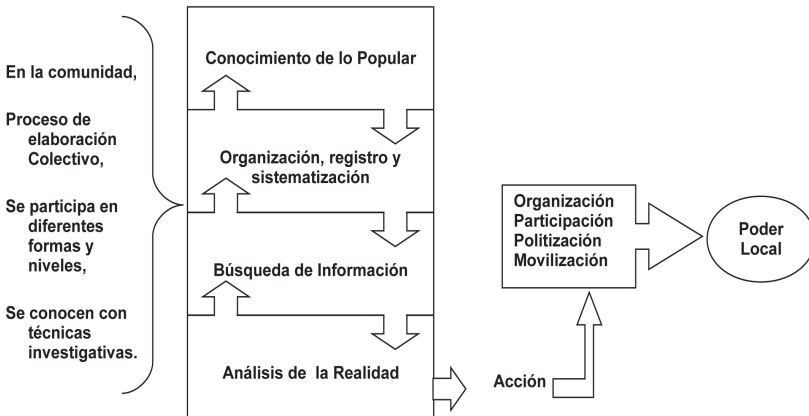 En la comunidad,
Proceso de
elaboración
Colectivo,
Se participa en
diferentes
formas y
niveles,
Se conocen con
técnicas
investigativas.
Conocimiento de lo Popular
Organización, registro y
sistematización
Búsqueda de Información
Análisis de la Realidad
Acción
Organización
Participación
Politización
Movilización
Poder
Local